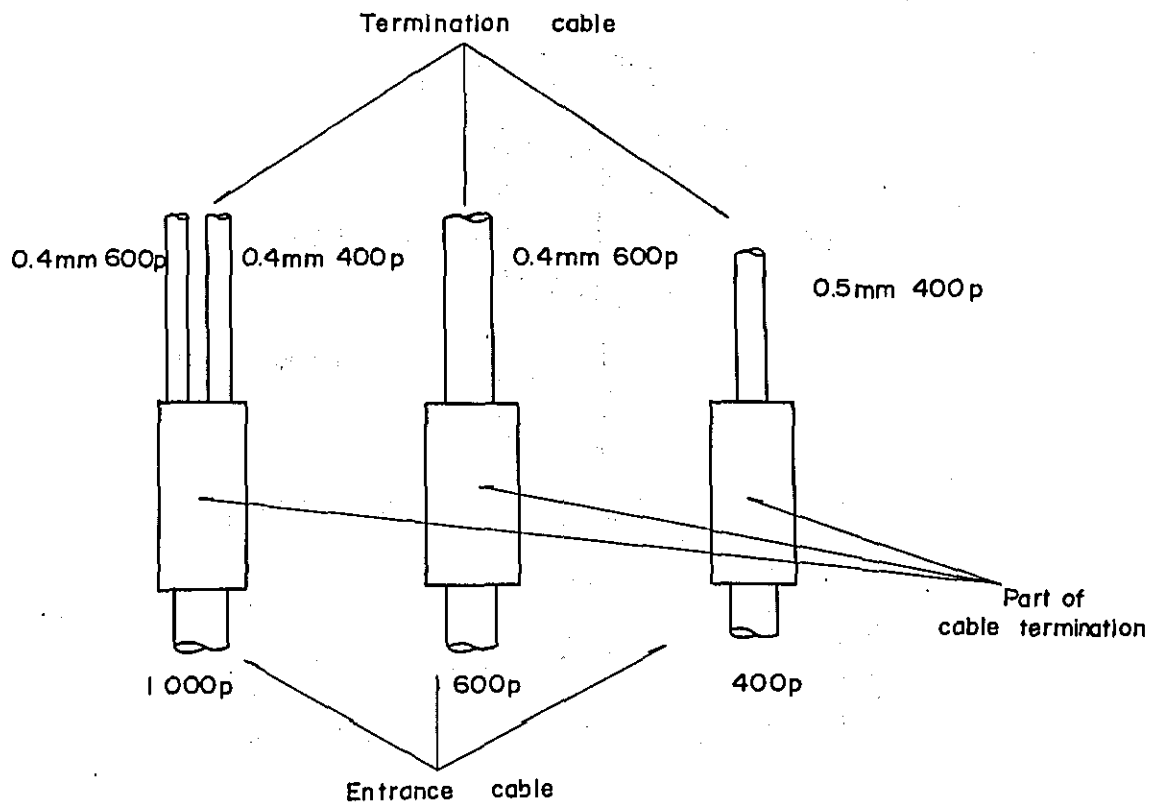 Termination cable
0.4mm 600p
0.4mm 400p
0.4mm 600p
0.5mm 400p
Part of
cable termination
1 000p
600p
400p
Entrance cable